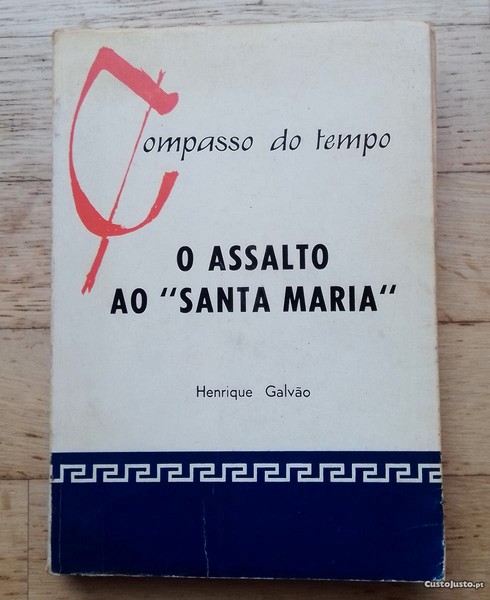 Compasso do tempo
O ASSALTO
AO "SANTA MARIA"
Henrique Galvão
CustoJusto.pt